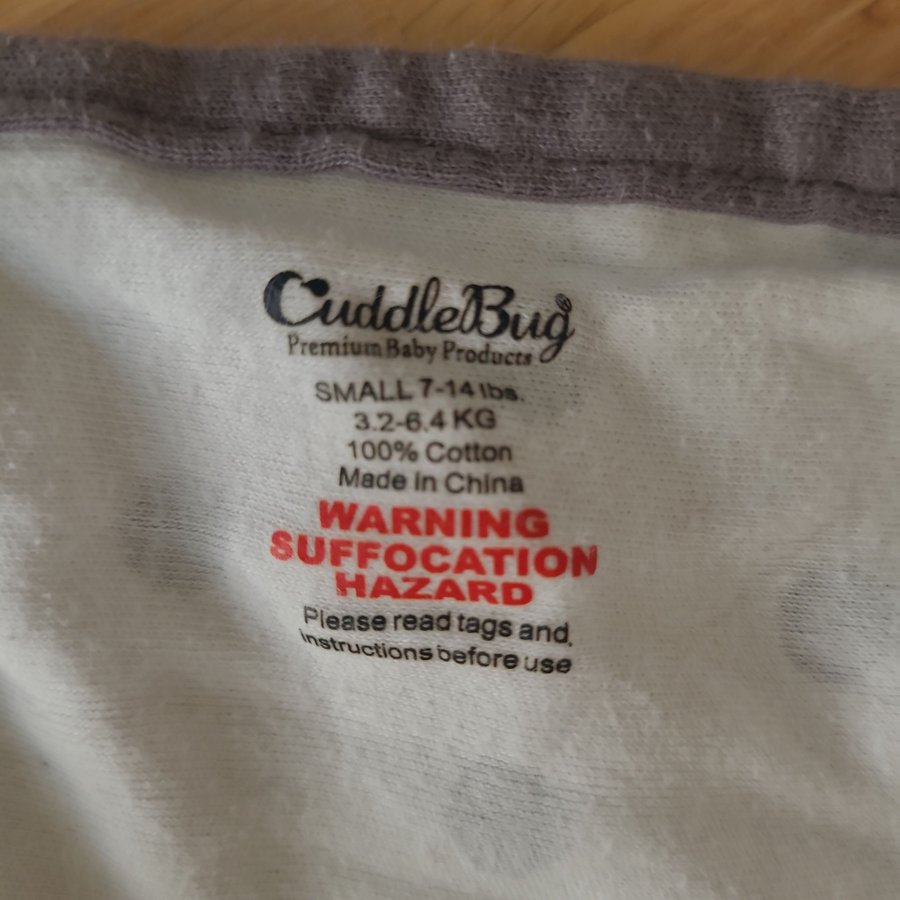 CuddleBug®
Premium Baby Products
SMALL 7-14 lbs.
3.2-6.4 KG
100% Cotton
Made in China
WARNING
SUFFOCATION
HAZARD
Please read tags and,
instructions before use